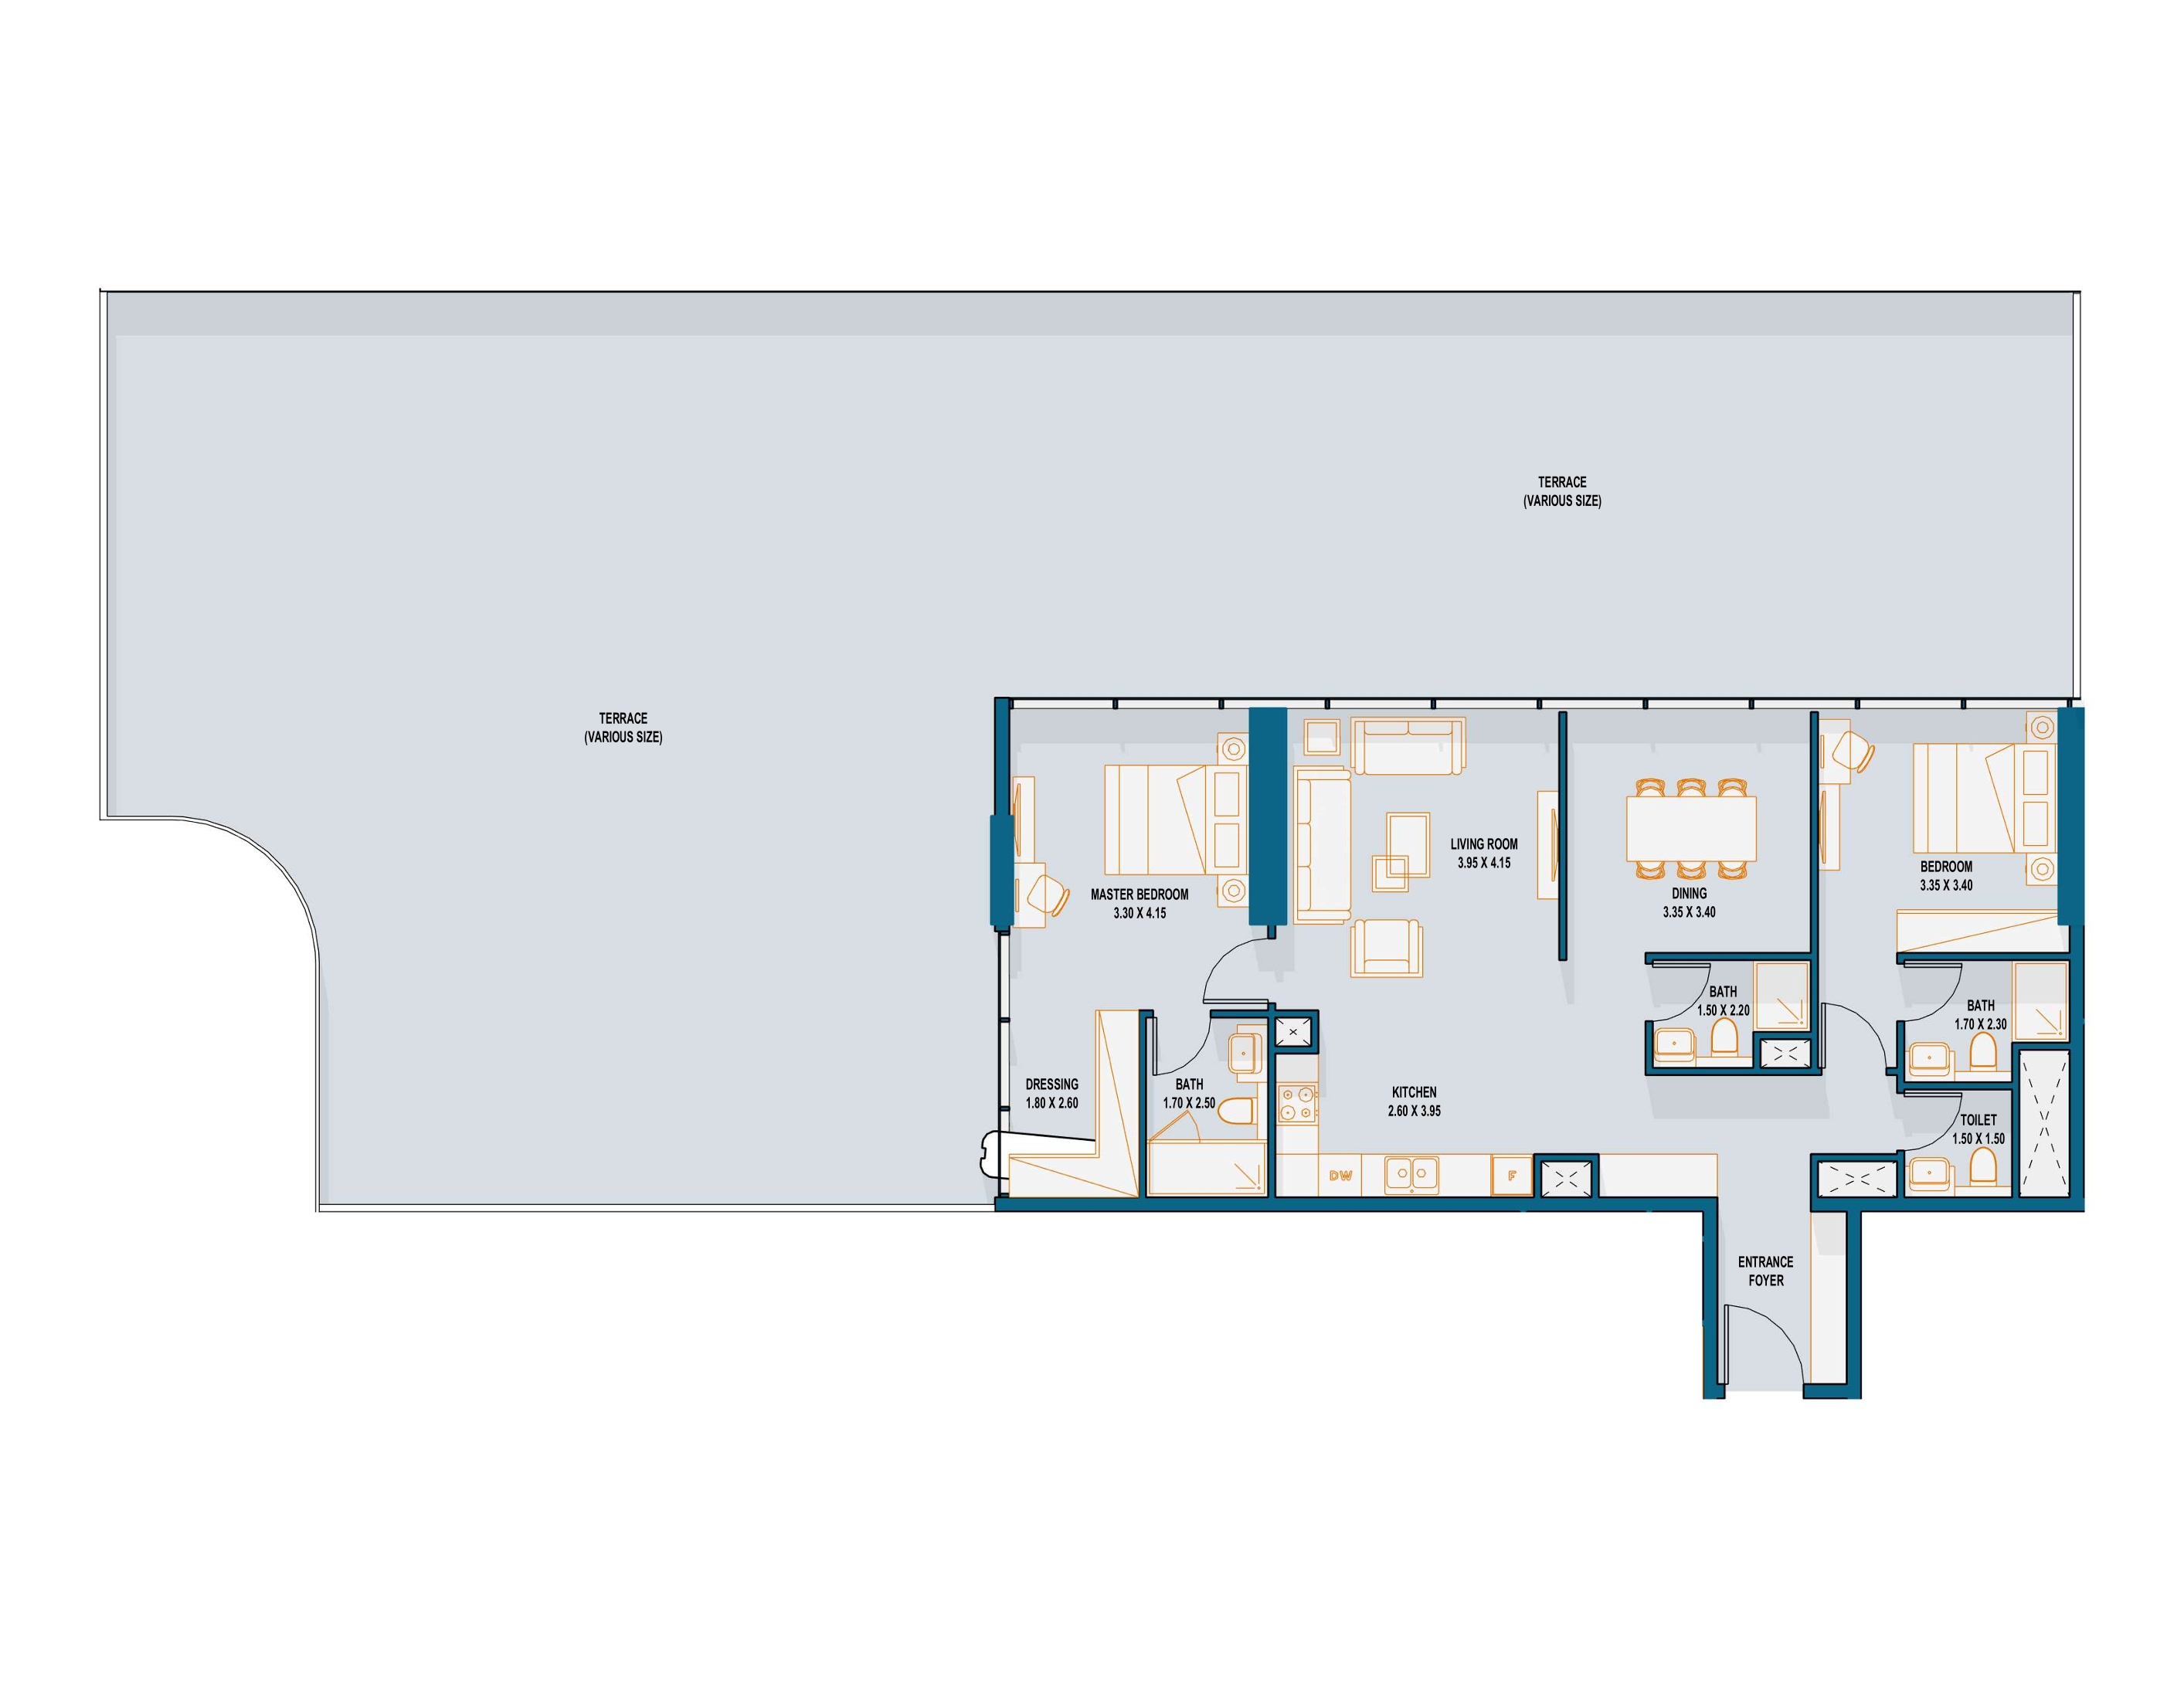 TERRACE
(VARIOUS SIZE)
TERRACE
(VARIOUS SIZE)
MASTER BEDROOM
3.30 X 4.15
LIVING ROOM
3.95 X 4.15
DINING
3.35 X 3.40
BEDROOM
3.35 X 3.40
BATH
1.50 X 2.20
BATH
1.70 X 2.30
DRESSING
1.80 X 2.60
BATH
1.70 X 2.50
KITCHEN
2.60 X 3.95
TOILET
1.50 X 1.50
DW
F
ENTRANCE
FOYER